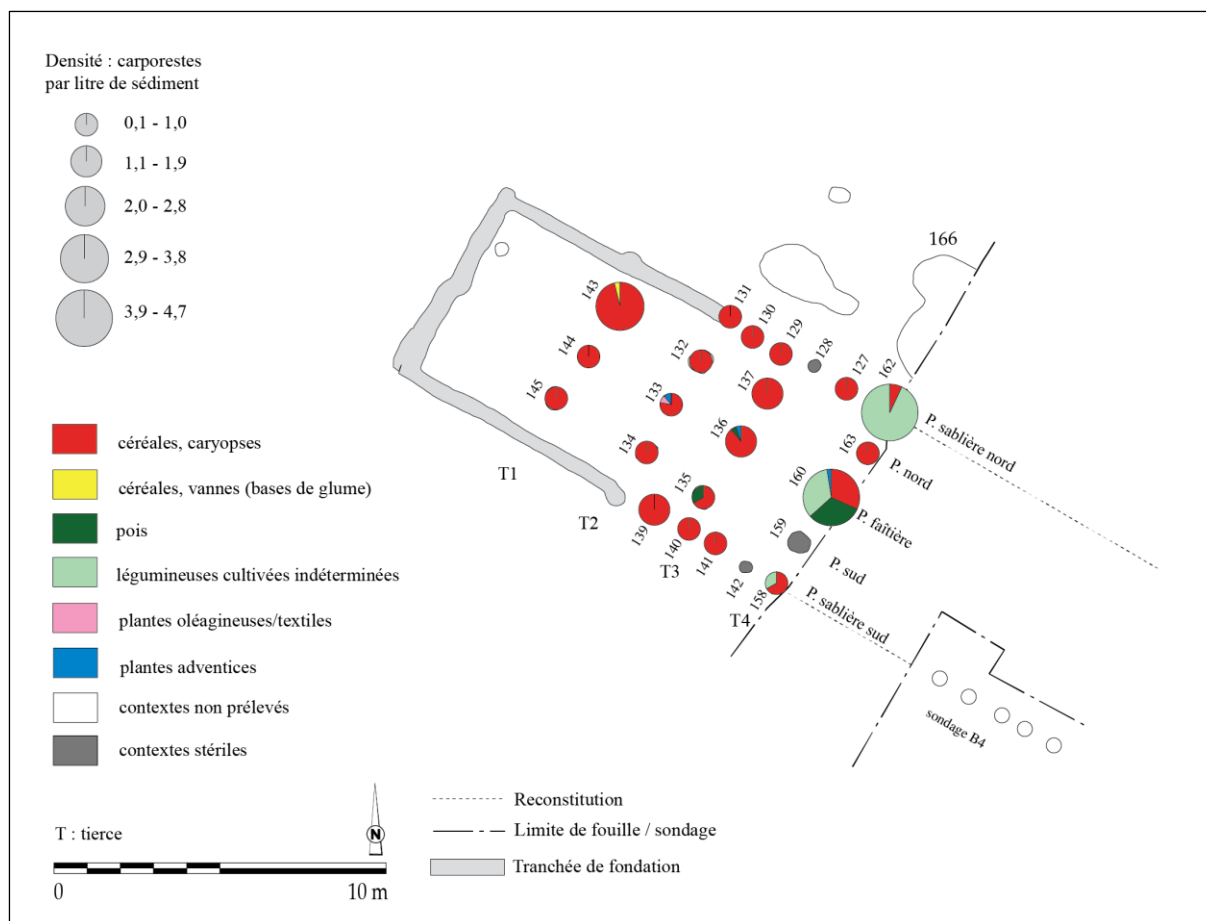 Densité : carporestes
par litre de sédiment
0,1 - 1,0
1,1 - 1,9
2,0 - 2,8
2,9 - 3,8
3,9 - 4,7
céréales, caryopses
céréales, vannes (bases de glume)
pois
légumineuses cultivées indéterminées
plantes oléagineuses/textiles
plantes adventices
contextes non prélevés
contextes stériles
T : tierce
0
10 m
N
Reconstitution
Limite de fouille / sondage
Tranchée de fondation
166
143
131
130
129
128
127
162
144
132
137
145
133
136
163
134
135
160
139
140
141
159
142
158
T1
T2
T3
T4
P. sablière nord
P. nord
P. faîtière
P. sud
P. sablière sud
sondage B4